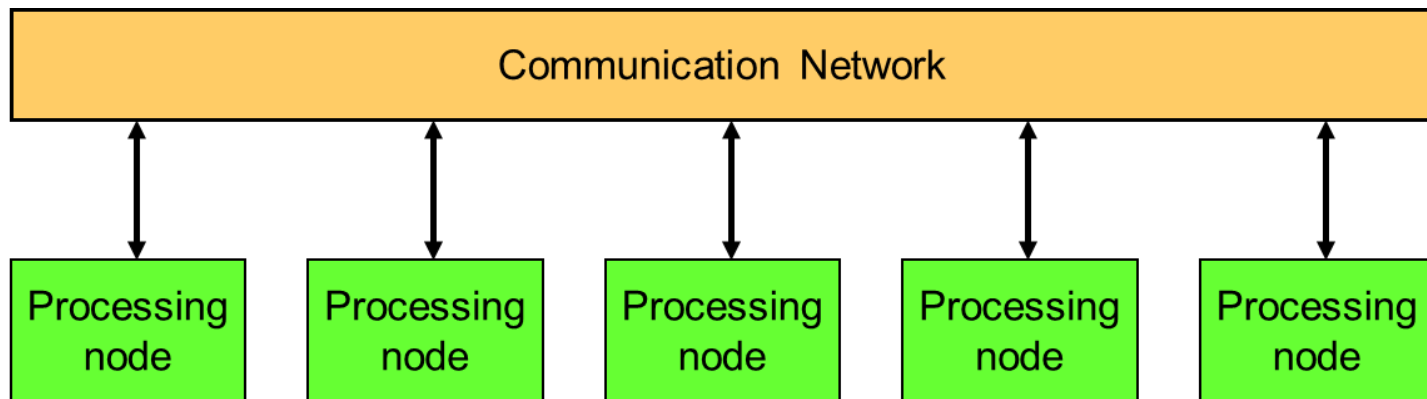 Communication Network
Processing
node
Processing
node
Processing
node
Processing
node
Processing
node